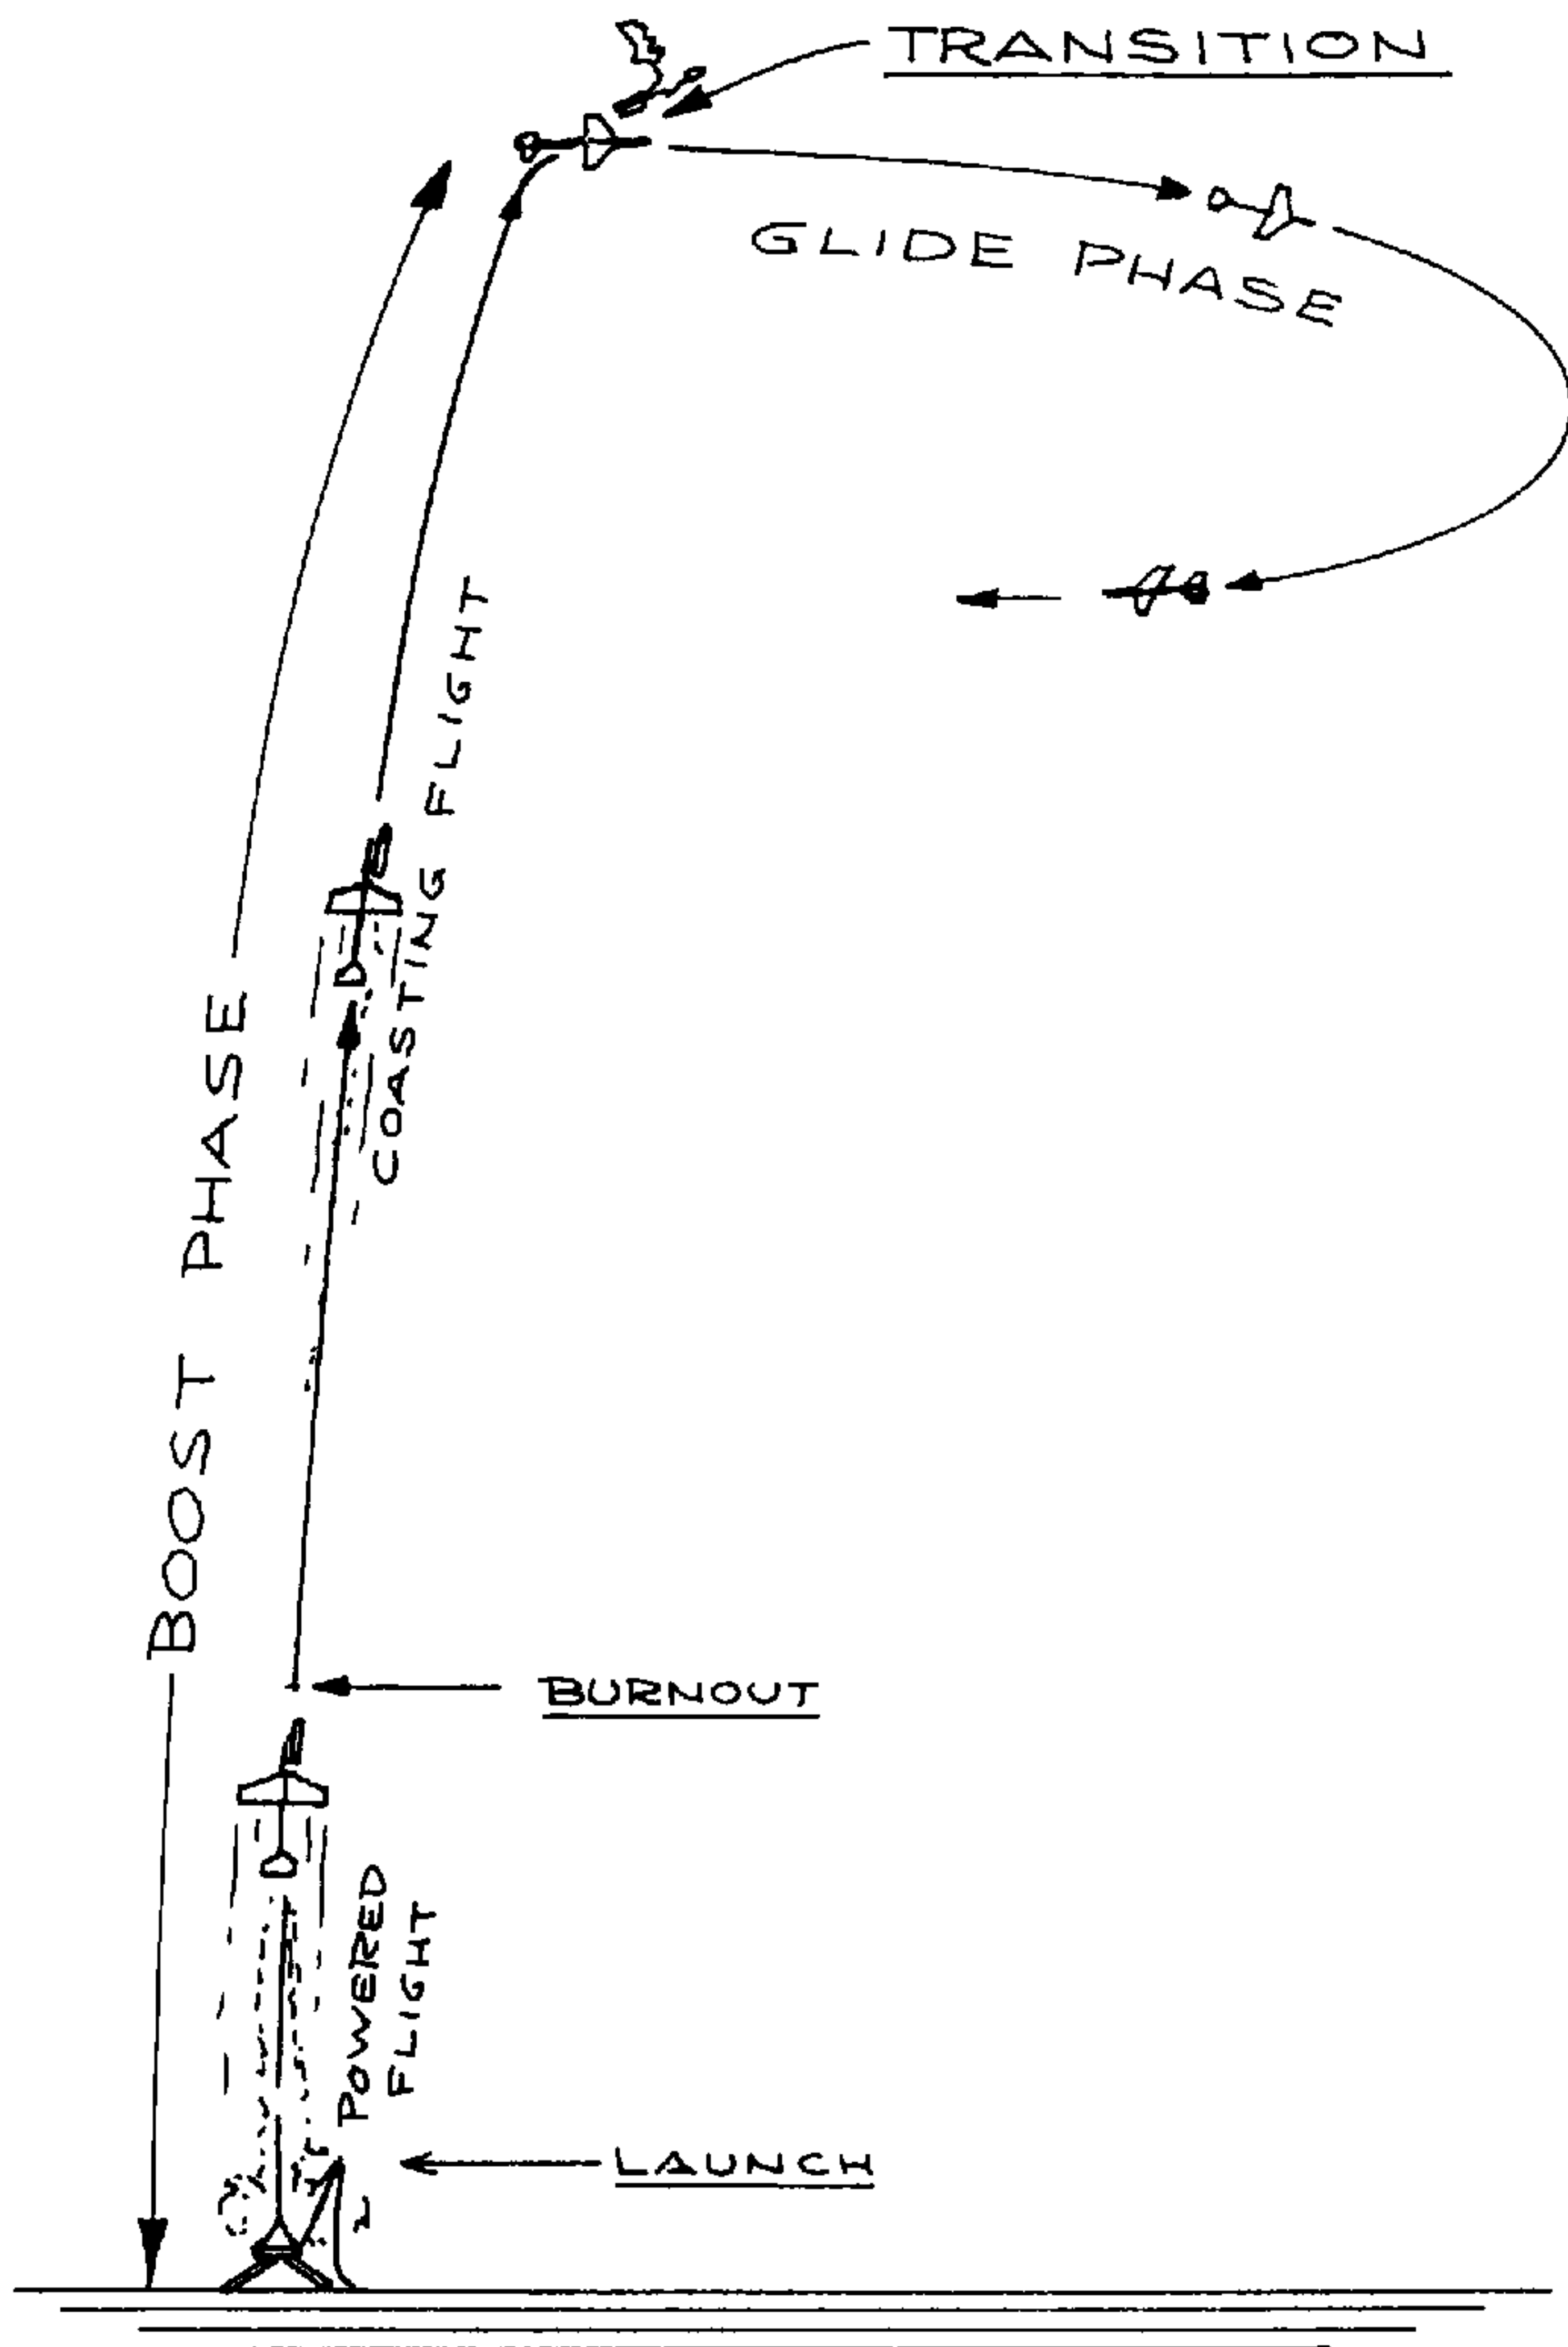 TRANSITION
GLIDE PHASE
COASTING FLIGHT
BOOST PHASE
BURNOUT
POWERED
FLIGHT
LAUNCH